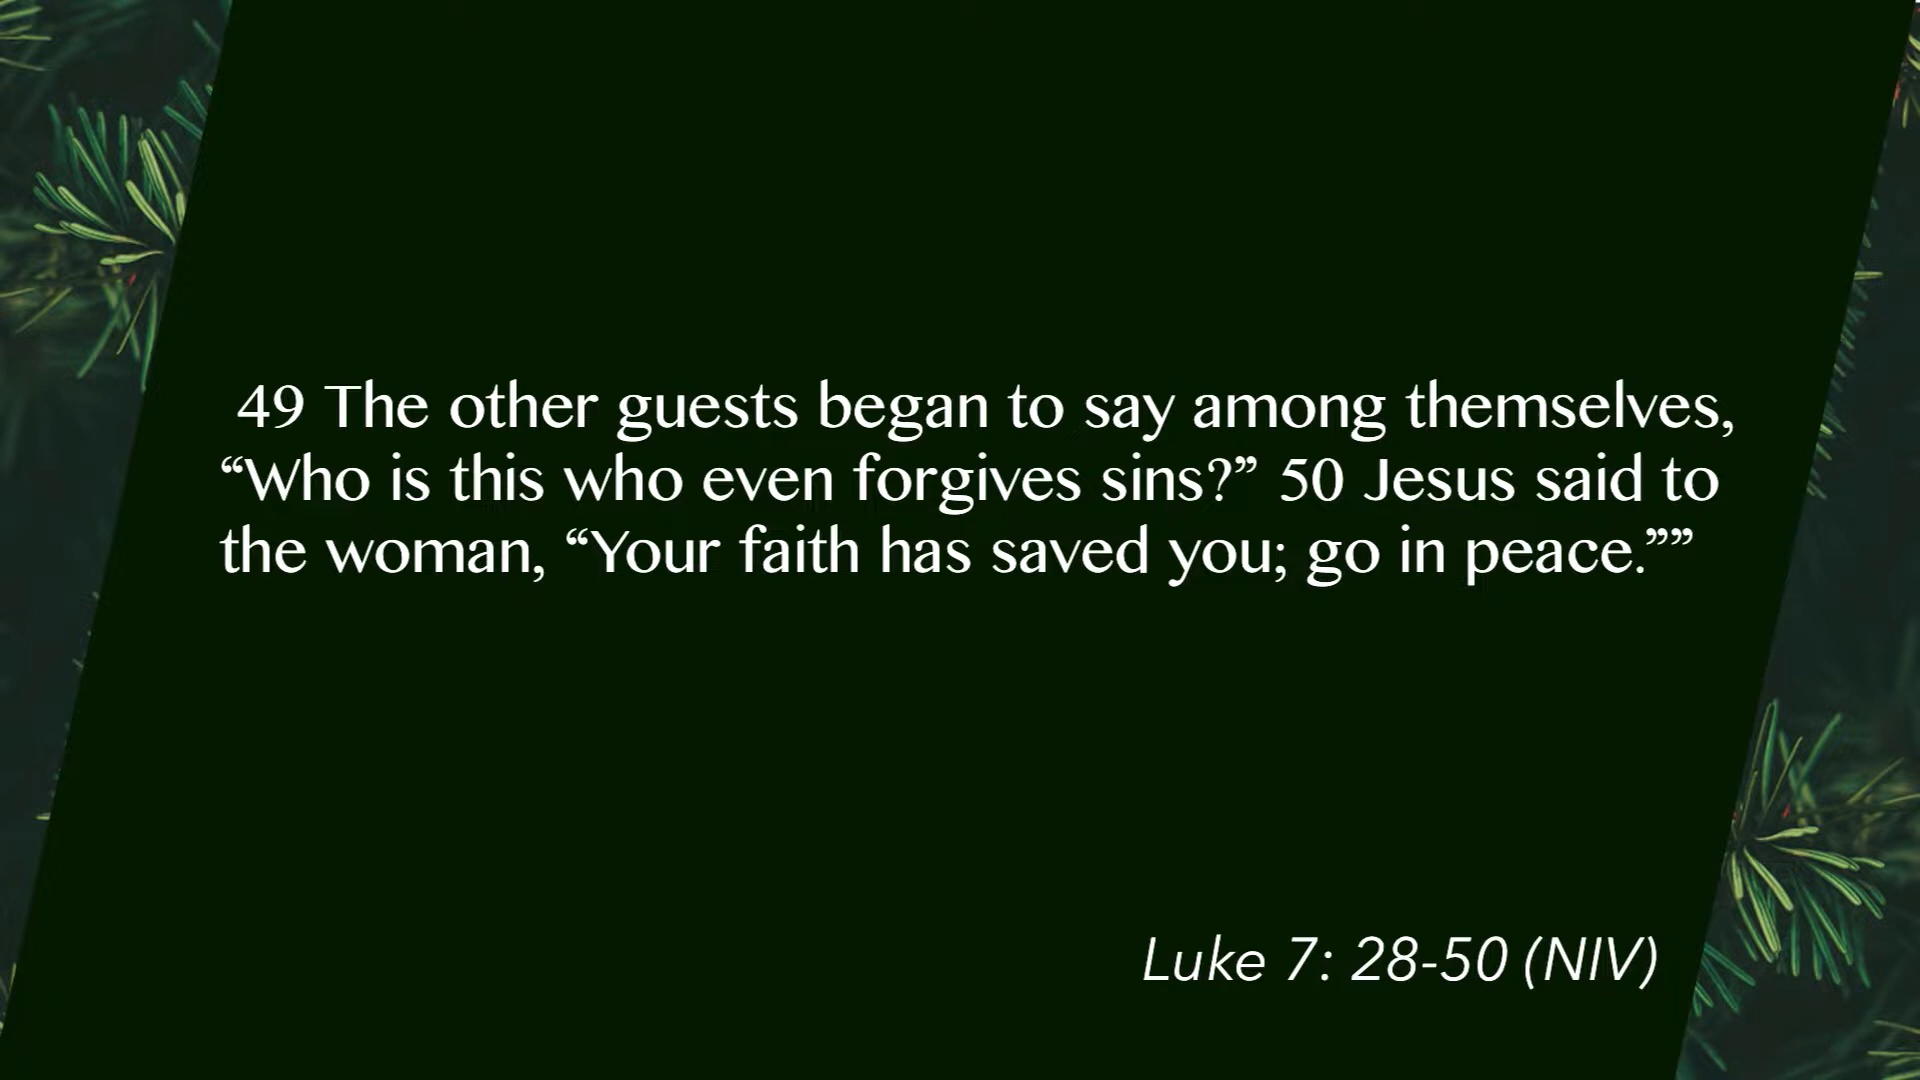 49 The other guests began to say among themselves,
“Who is this who even forgives sins?” 50 Jesus said to
the woman, “Your faith has saved you; go in peace.””
Luke 7: 28-50 (NIV)